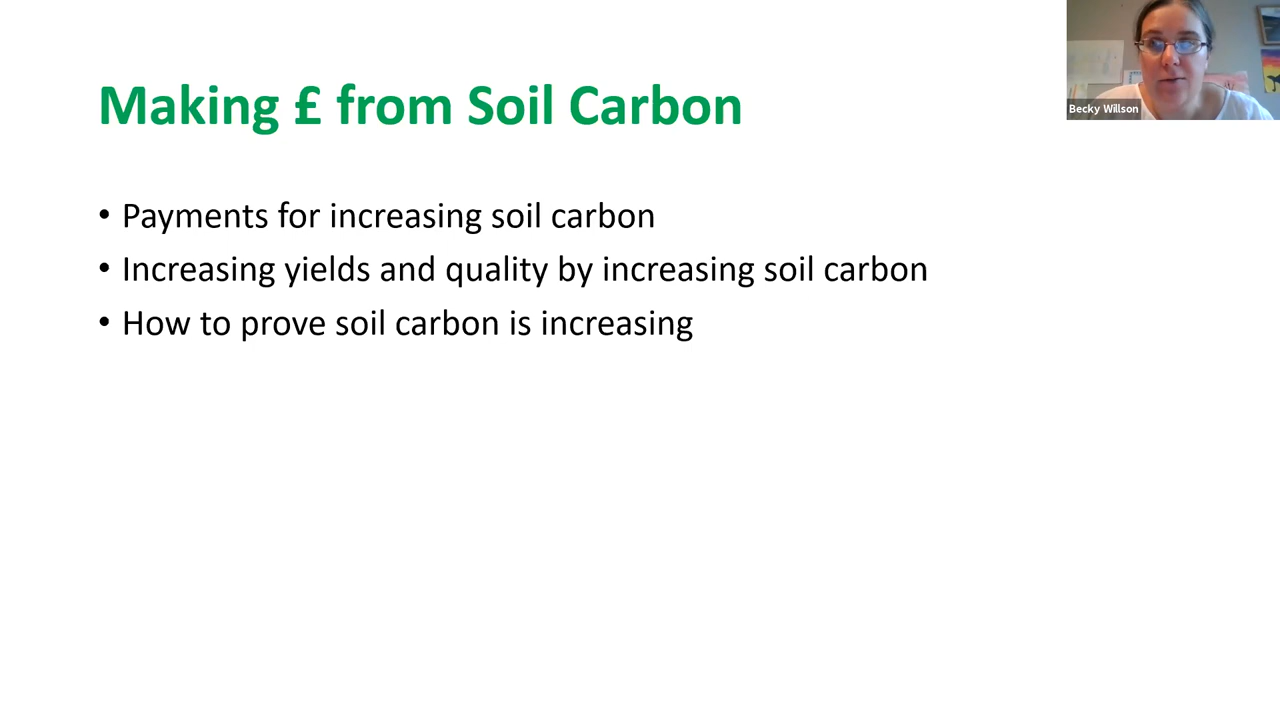 Making £ from Soil Carbon
Becky Willson
• Payments for increasing soil carbon
• Increasing yields and quality by increasing soil carbon
• How to prove soil carbon is increasing